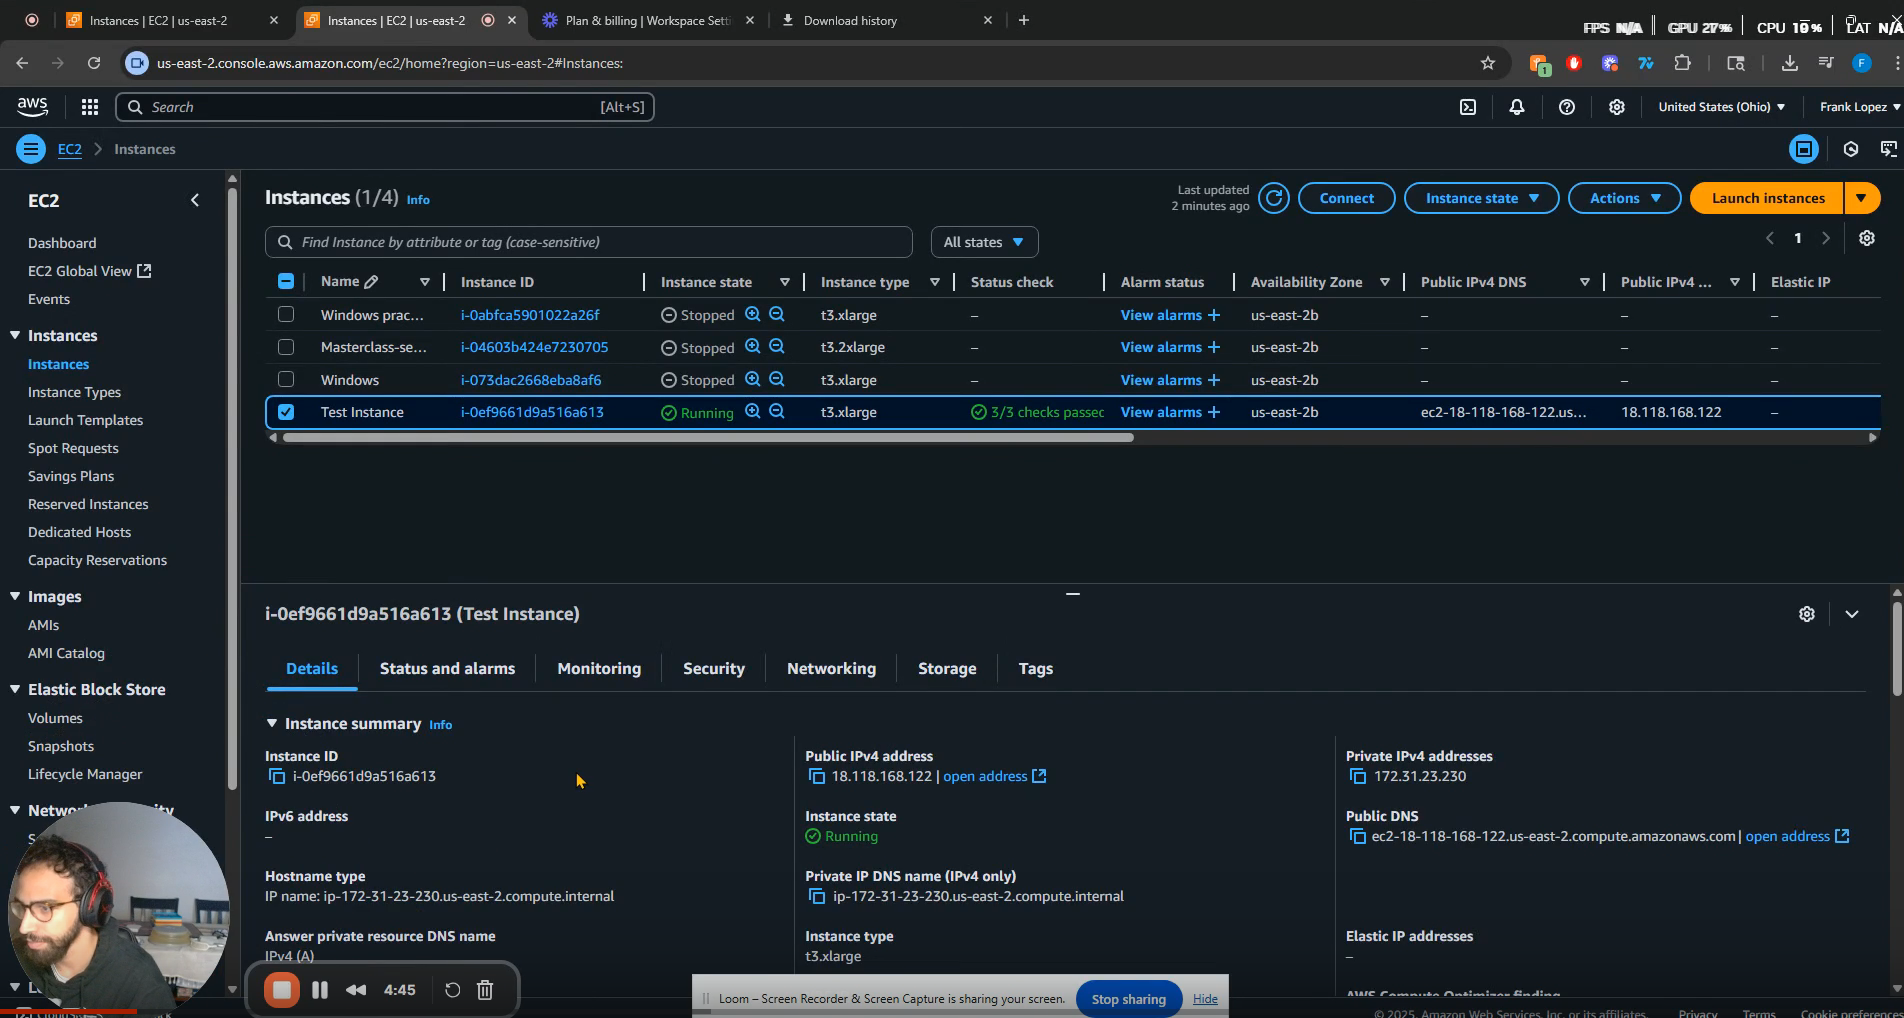 Instances | EC2 | us-east-2
Instances | EC2 | us-east-2
Plan & billing | Workspace Setti
Download history
FPS N/A
GPU
CPU
LAT N/A
us-east-2.console.aws.amazon.com/ec2/home?region=us-east-2#Instances:
1
F
aws
Search
[Alt+S]
United States (Ohio)
Frank Lopez
EC2
Instances
EC2
Dashboard
EC2 Global View
Events
Instances
Instances
Instance Types
Launch Templates
Spot Requests
Savings Plans
Reserved Instances
Dedicated Hosts
Capacity Reservations
Images
AMIs
AMI Catalog
Elastic Block Store
Volumes
Snapshots
Lifecycle Manager
Instances (1/4) Info
Last updated
2 minutes ago
Connect
Instance state
Actions
Launch instances
Find Instance by attribute or tag (case-sensitive)
All states
1
Name Instance ID Instance state Instance type Status check Alarm status Availability Zone Public IPv4 DNS Public IPv4 ... Elastic IP
Windows prac... i-0abfca5901022a26f Stopped t3.xlarge – View alarms + us-east-2b – – –
Masterclass-se... i-04603b424e7230705 Stopped t3.2xlarge – View alarms + us-east-2b – – –
Windows i-073dac2668eba8af6 Stopped t3.xlarge – View alarms + us-east-2b – – –
Test Instance i-0ef9661d9a516a613 Running t3.xlarge 3/3 checks passed View alarms + us-east-2b ec2-18-118-168-122.us... 18.118.168.122 –
i-0ef9661d9a516a613 (Test Instance)
Details
Status and alarms
Monitoring
Security
Networking
Storage
Tags
Instance summary Info
Instance ID
i-0ef9661d9a516a613
Public IPv4 address
18.118.168.122 | open address
Private IPv4 addresses
172.31.23.230
IPv6 address
–
Instance state
Running
Public DNS
ec2-18-118-168-122.us-east-2.compute.amazonaws.com | open address
Hostname type
IP name: ip-172-31-23-230.us-east-2.compute.internal
Private IP DNS name (IPv4 only)
ip-172-31-23-230.us-east-2.compute.internal
Answer private resource DNS name
IPv4 (A)
Instance type
t3.xlarge
Elastic IP addresses
–
AWS Compute Optimizer finding
4:45
Loom – Screen Recorder & Screen Capture is sharing your screen.
Stop sharing
Hide
© 2025, Amazon Web Services, Inc. or its affiliates.
Privacy
Terms
Cookie preferences